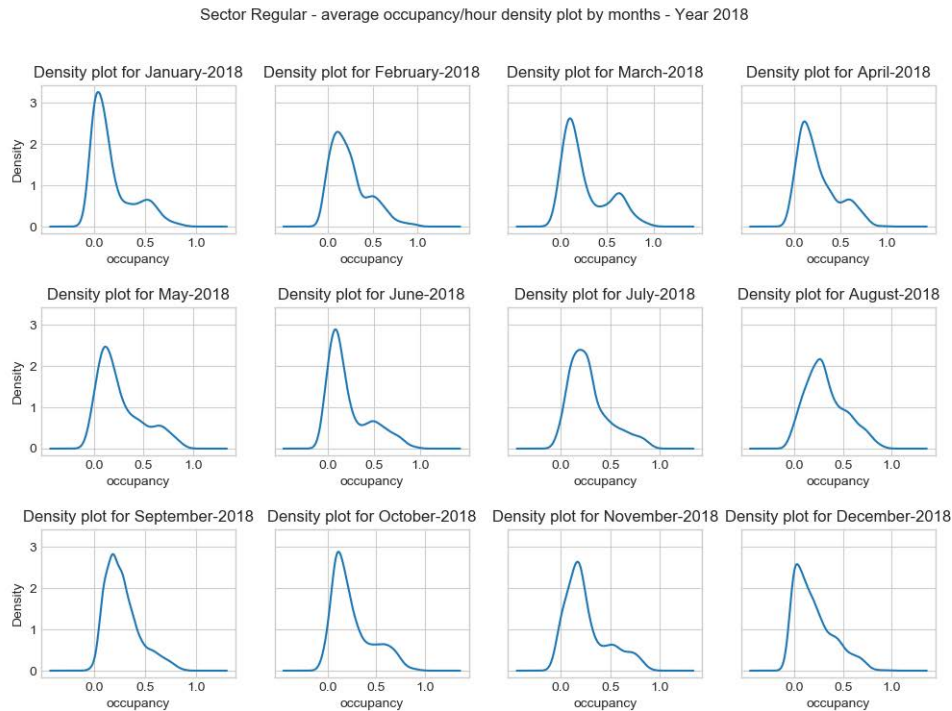 Sector Regular - average occupancy/hour density plot by months - Year 2018
Density plot for January-2018 Density plot for February-2018 Density plot for March-2018 Density plot for April-2018
3
2
1
0
Density
0.0 0.5 1.0 0.0 0.5 1.0 0.0 0.5 1.0 0.0 0.5 1.0
occupancy occupancy occupancy occupancy
Density plot for May-2018 Density plot for June-2018 Density plot for July-2018 Density plot for August-2018
3
2
1
0
Density
0.0 0.5 1.0 0.0 0.5 1.0 0.0 0.5 1.0 0.0 0.5 1.0
occupancy occupancy occupancy occupancy
Density plot for September-2018 Density plot for October-2018 Density plot for November-2018 Density plot for December-2018
3
2
1
0
Density
0.0 0.5 1.0 0.0 0.5 1.0 0.0 0.5 1.0 0.0 0.5 1.0
occupancy occupancy occupancy occupancy